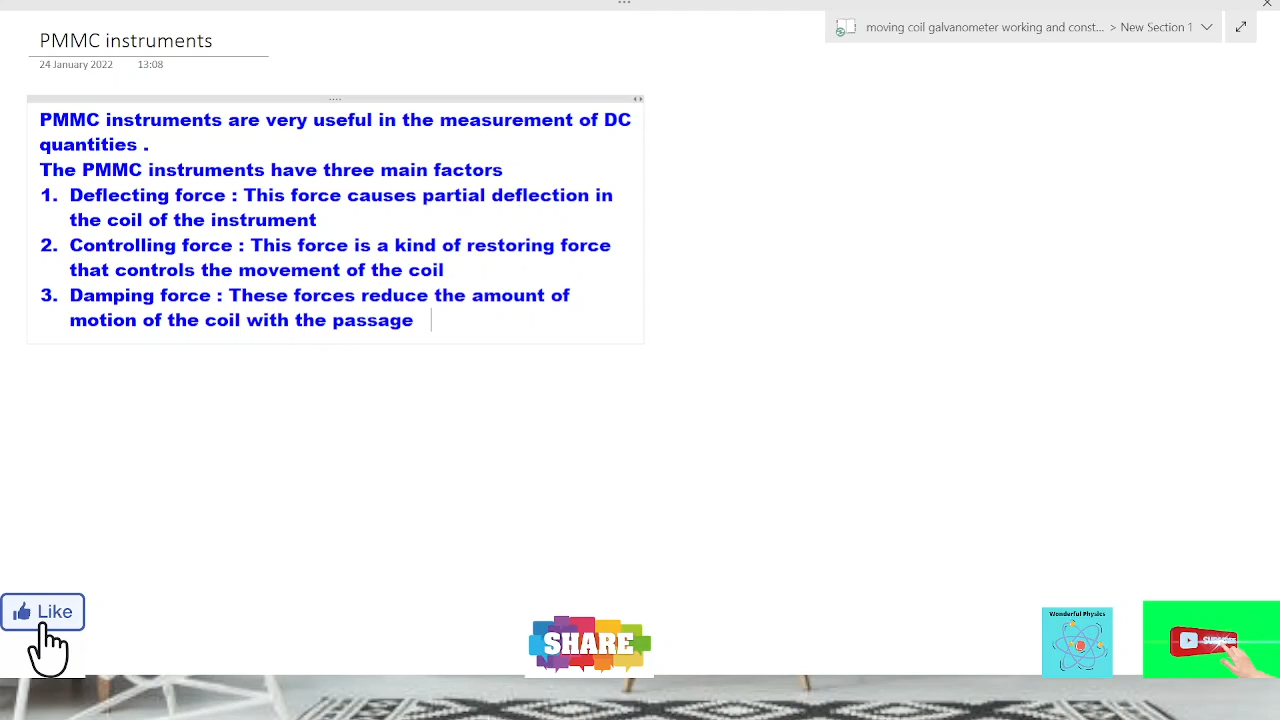 moving coil galvanometer working and const... > New Section 1
PMMC instruments
24 January 2022 13:08
PMMC instruments are very useful in the measurement of DC
quantities .
The PMMC instruments have three main factors
1. Deflecting force : This force causes partial deflection in
the coil of the instrument
2. Controlling force : This force is a kind of restoring force
that controls the movement of the coil
3. Damping force : These forces reduce the amount of
motion of the coil with the passage
Like
SHARE
Wonderful Physics